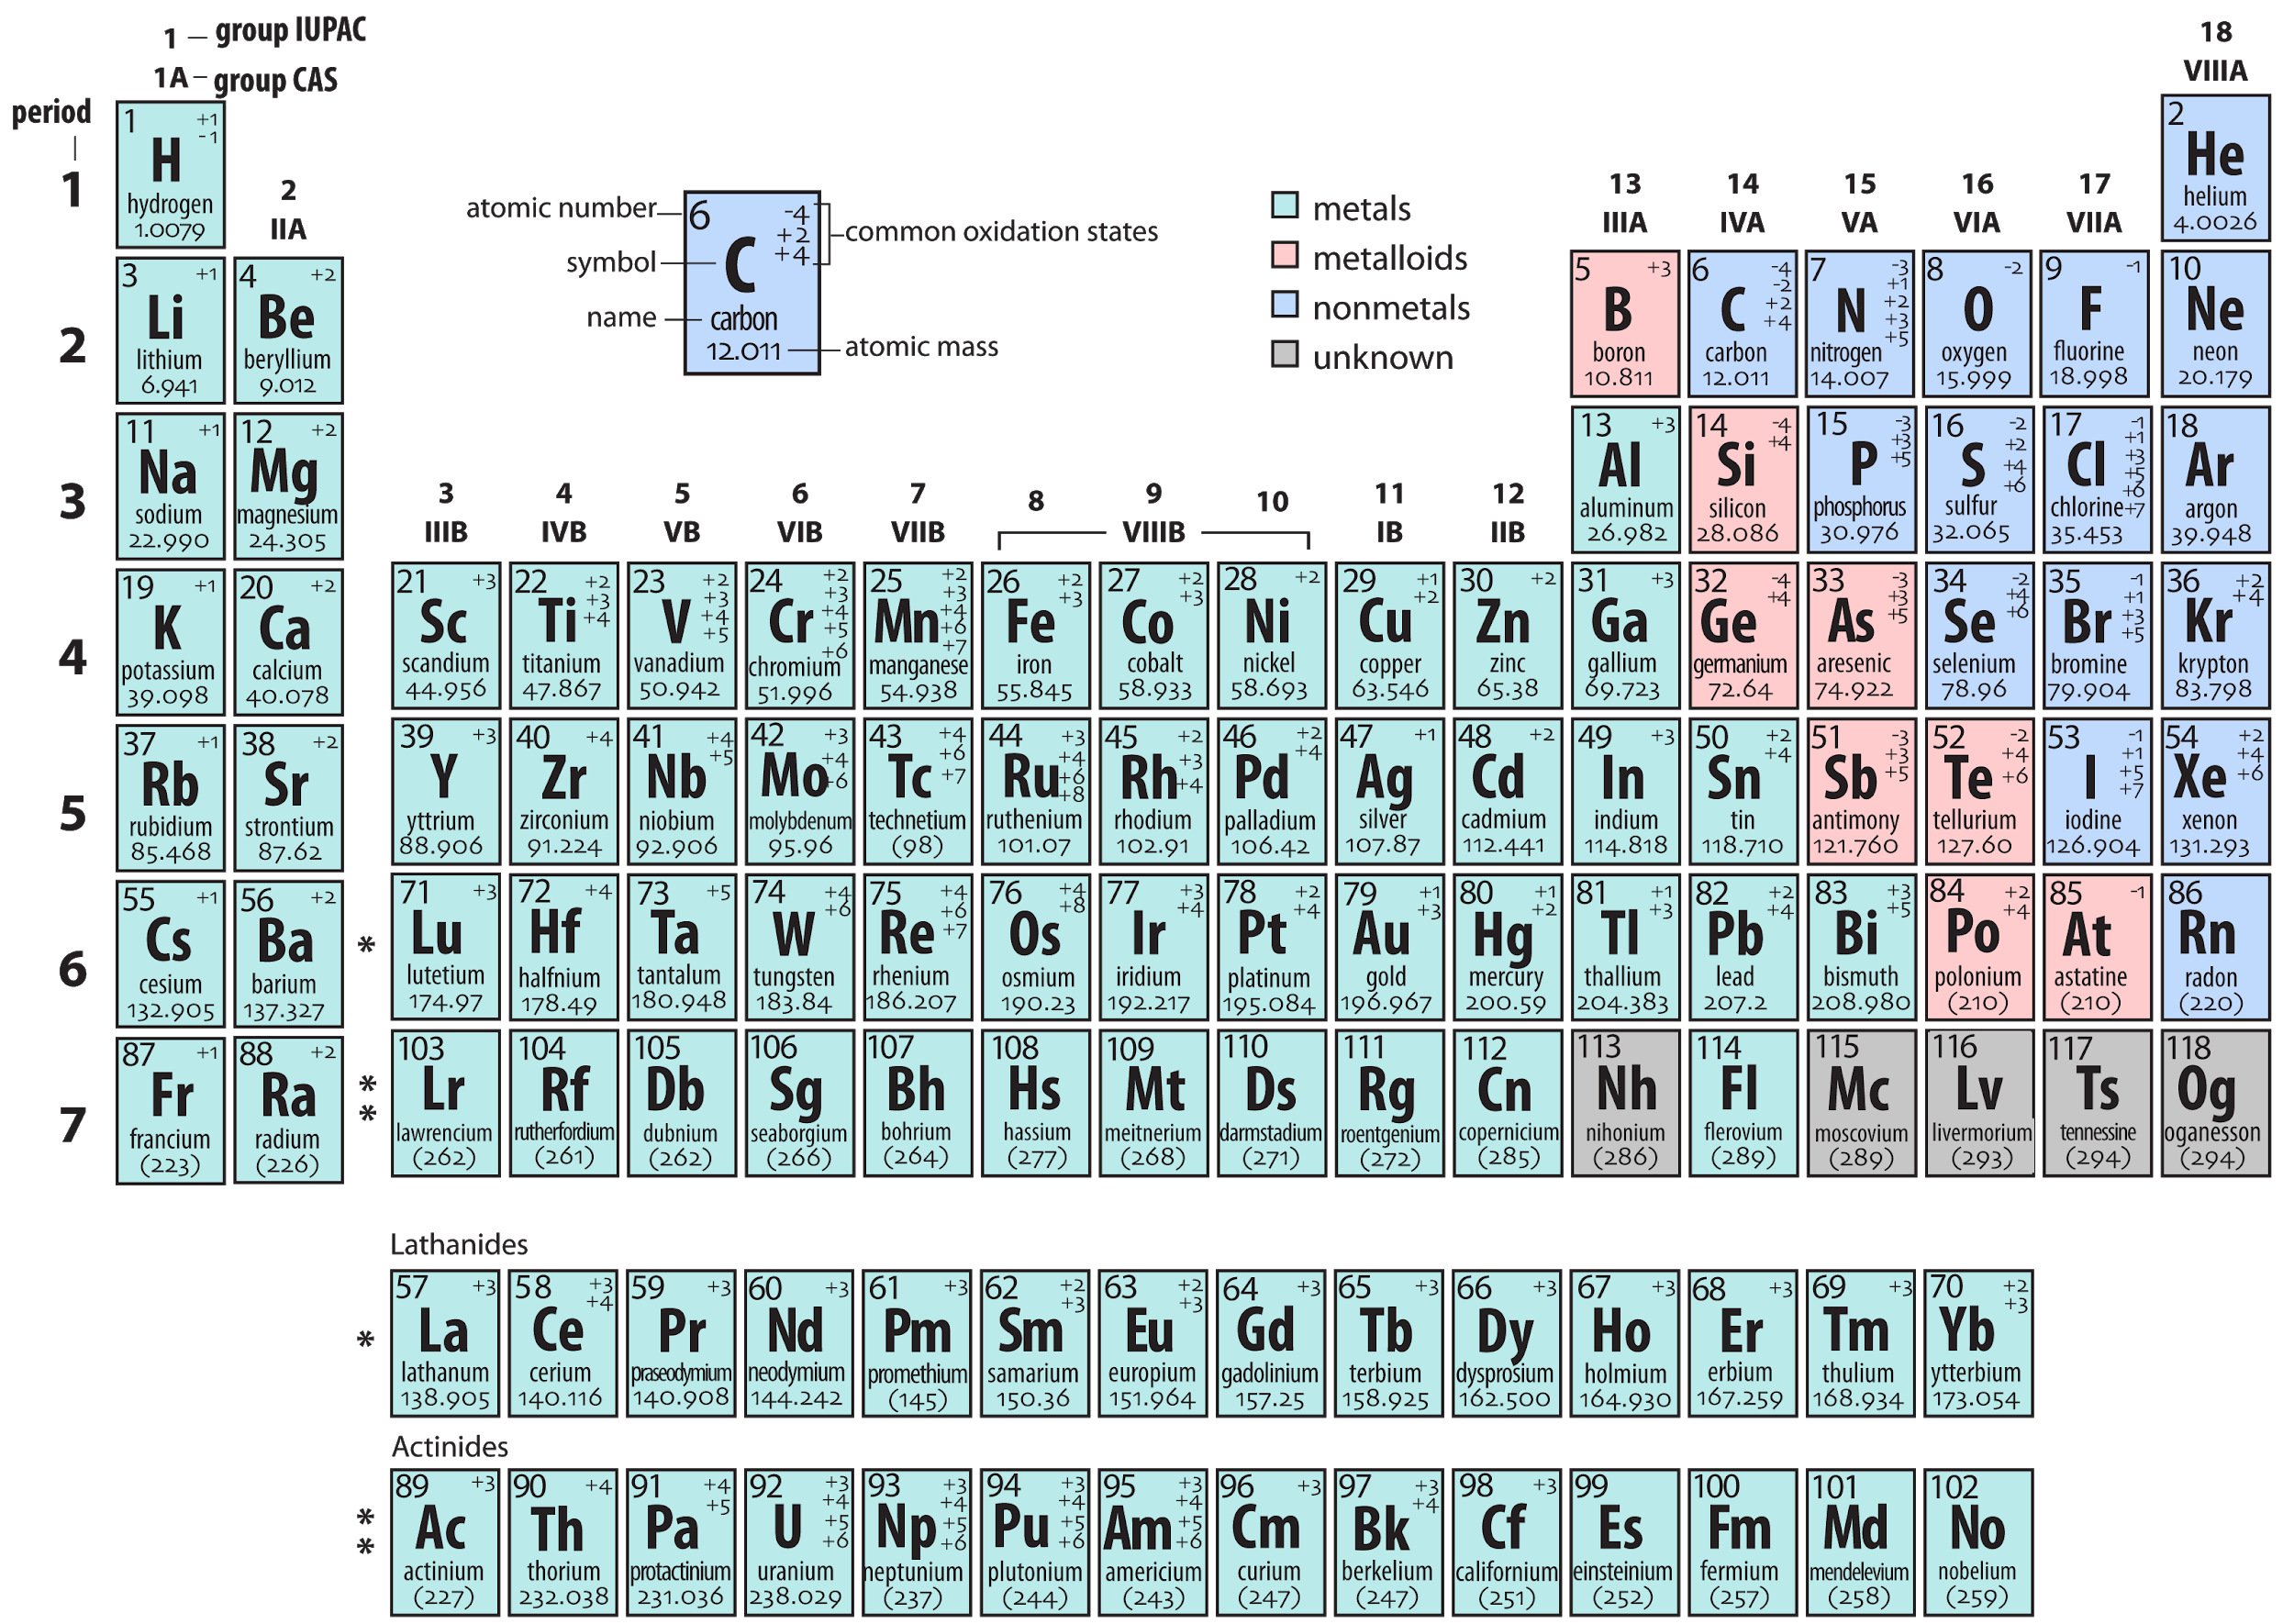 1 – group IUPAC
1A – group CAS
period
18
VIIIA
1
1 +1 -1
H
hydrogen
1.0079
2
IIA
atomic number
symbol
name
6 -4 +2 +4
C
carbon
12.011
common oxidation states
atomic mass
metals
metalloids
nonmetals
unknown
13 14 15 16 17
IIIA IVA VA VIA VIIA
2
He
helium
4.0026
2
3 +1
Li
lithium
6.941
4 +2
Be
beryllium
9.012
5 +3
B
boron
10.811
6 -4 -2 +2 +4
C
carbon
12.011
7 -3 +1 +2 +3 +5
N
nitrogen
14.007
8 -2
O
oxygen
15.999
9 -1
F
fluorine
18.998
10
Ne
neon
20.179
3
11 +1
Na
sodium
22.990
12 +2
Mg
magnesium
24.305
3 4 5 6 7 8 9 10 11 12
IIIB IVB VB VIB VIIB VIIIB IB IIB
13 +3
Al
aluminum
26.982
14 -4 +4
Si
silicon
28.086
15 -3 +3 +5
P
phosphorus
30.976
16 -2 +2 +4 +6
S
sulfur
32.065
17 -1 +1 +3 +5 +6 +7
Cl
chlorine
35.453
18
Ar
argon
39.948
4
19 +1
K
potassium
39.098
20 +2
Ca
calcium
40.078
21 +3
Sc
scandium
44.956
22 +2 +3 +4
Ti
titanium
47.867
23 +2 +3 +4 +5
V
vanadium
50.942
24 +2 +3 +4 +5 +6
Cr
chromium
51.996
25 +2 +3 +4 +6 +7
Mn
manganese
54.938
26 +2 +3
Fe
iron
55.845
27 +2 +3
Co
cobalt
58.933
28 +2
Ni
nickel
58.693
29 +1 +2
Cu
copper
63.546
30 +2
Zn
zinc
65.38
31 +3
Ga
gallium
69.723
32 -4 +4
Ge
germanium
72.64
33 -3 +3 +5
As
aresenic
74.922
34 -2 +4 +6
Se
selenium
78.96
35 -1 +1 +3 +5
Br
bromine
79.904
36 +2 +4
Kr
krypton
83.798
5
37 +1
Rb
rubidium
85.468
38 +2
Sr
strontium
87.62
39 +3
Y
yttrium
88.906
40 +4
Zr
zirconium
91.224
41 +4 +5
Nb
niobium
92.906
42 +3 +4 +6
Mo
molybdenum
95.96
43 +4 +6 +7
Tc
technetium
(98)
44 +3 +4 +6 +8
Ru
ruthenium
101.07
45 +2 +3 +4
Rh
rhodium
102.91
46 +2 +4
Pd
palladium
106.42
47 +1
Ag
silver
107.87
48 +2
Cd
cadmium
112.441
49 +3
In
indium
114.818
50 +2 +4
Sn
tin
118.710
51 -3 +3 +5
Sb
antimony
121.760
52 -2 +4 +6
Te
tellurium
127.60
53 -1 +1 +5 +7
I
iodine
126.904
54 +2 +4 +6
Xe
xenon
131.293
6
55 +1
Cs
cesium
132.905
56 +2
Ba
barium
137.327
*
71 +3
Lu
lutetium
174.97
72 +4
Hf
halfnium
178.49
73 +5
Ta
tantalum
180.948
74 +4 +6
W
tungsten
183.84
75 +4 +6 +7
Re
rhenium
186.207
76 +4 +8
Os
osmium
190.23
77 +3 +4
Ir
iridium
192.217
78 +2 +4
Pt
platinum
195.084
79 +1 +3
Au
gold
196.967
80 +1 +2
Hg
mercury
200.59
81 +1 +3
Tl
thallium
204.383
82 +2 +4
Pb
lead
207.2
83 +3 +5
Bi
bismuth
208.980
84 +2 +4
Po
polonium
(210)
85 -1
At
astatine
(210)
86
Rn
radon
(220)
7
87 +1
Fr
francium
(223)
88 +2
Ra
radium
(226)
*
*
103
Lr
lawrencium
(262)
104
Rf
rutherfordium
(261)
105
Db
dubnium
(262)
106
Sg
seaborgium
(266)
107
Bh
bohrium
(264)
108
Hs
hassium
(277)
109
Mt
meitnerium
(268)
110
Ds
darmstadium
(271)
111
Rg
roentgenium
(272)
112
Cn
copernicium
(285)
113
Nh
nihonium
(286)
114
Fl
flerovium
(289)
115
Mc
moscovium
(289)
116
Lv
livermorium
(293)
117
Ts
tennessine
(294)
118
Og
oganesson
(294)
Lathanides
*
57 +3
La
lathanum
138.905
58 +3 +4
Ce
cerium
140.116
59 +3
Pr
praseodymium
140.908
60 +3
Nd
neodymium
144.242
61 +3
Pm
promethium
(145)
62 +2 +3
Sm
samarium
150.36
63 +2 +3
Eu
europium
151.964
64 +3
Gd
gadolinium
157.25
65 +3
Tb
terbium
158.925
66 +3
Dy
dysprosium
162.500
67 +3
Ho
holmium
164.930
68 +3
Er
erbium
167.259
69 +3
Tm
thulium
168.934
70 +2 +3
Yb
ytterbium
173.054
Actinides
*
*
89 +3
Ac
actinium
(227)
90 +4
Th
thorium
232.038
91 +4 +5
Pa
protactinium
231.036
92 +3 +4 +5 +6
U
uranium
238.029
93 +3 +4 +5 +6
Np
neptunium
(237)
94 +3 +4 +5 +6
Pu
plutonium
(244)
95 +3 +4 +5 +6
Am
americium
(243)
96 +3
Cm
curium
(247)
97 +3 +4
Bk
berkelium
(247)
98 +3
Cf
californium
(251)
99
Es
einsteinium
(252)
100
Fm
fermium
(257)
101
Md
mendelevium
(258)
102
No
nobelium
(259)